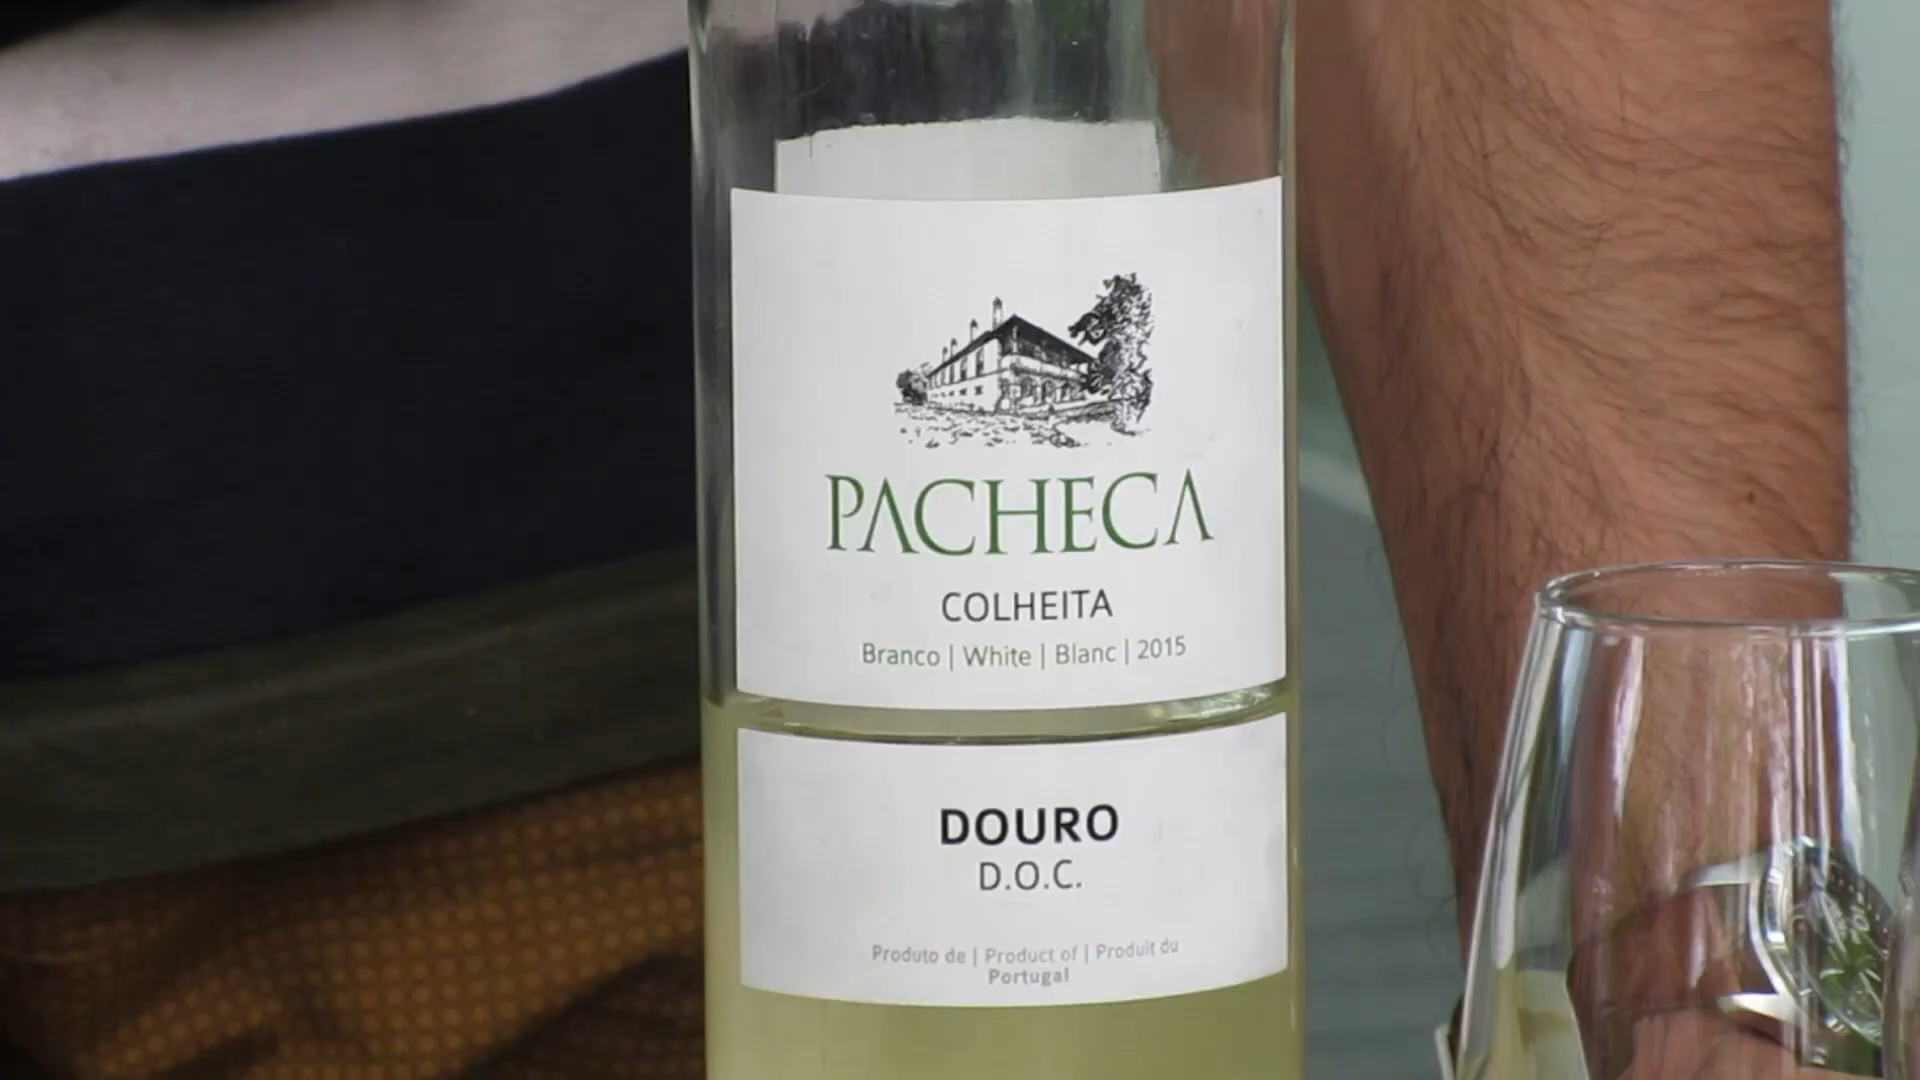 PACHECA
COLHEITA
Branco | White | Blanc | 2015
DOURO
D.O.C.
Produto de | Product of | Produit du
Portugal